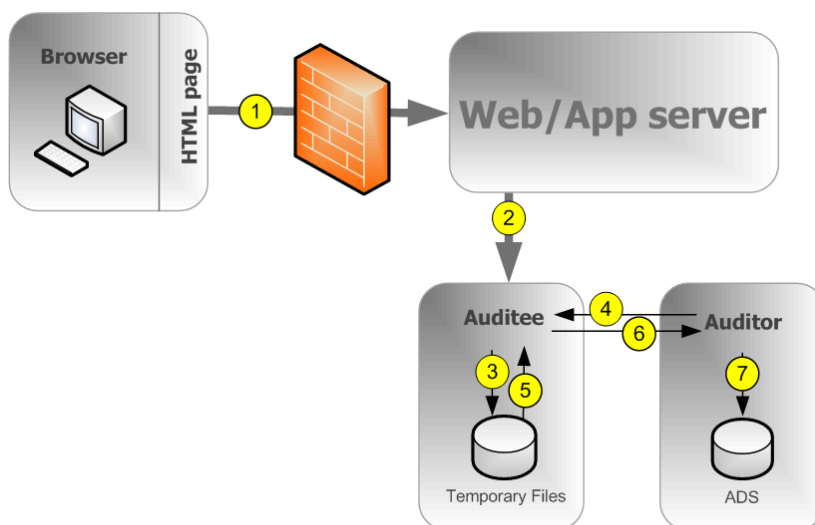 Browser
HTML page
1
Web/App server
2
Auditee
4
6
Auditor
3
5
7
Temporary Files
ADS